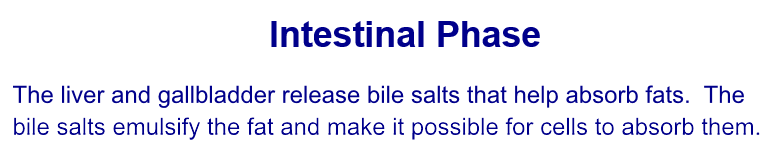 Intestinal Phase
The liver and gallbladder release bile salts that help absorb fats.  The
bile salts emulsify the fat and make it possible for cells to absorb them.